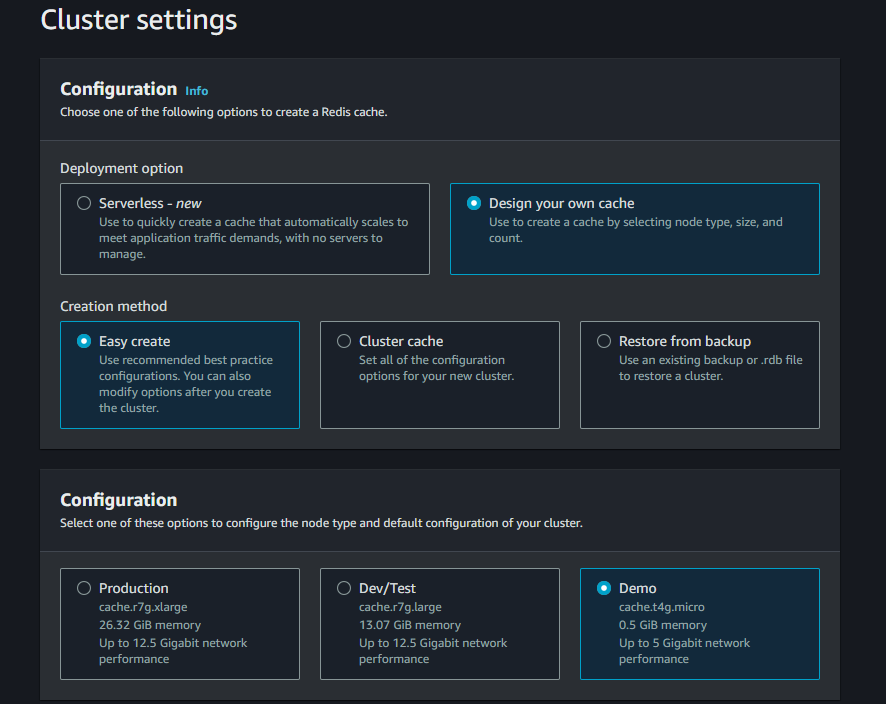 Cluster settings
Configuration Info
Choose one of the following options to create a Redis cache.
Deployment option
Serverless - new
Use to quickly create a cache that automatically scales to
meet application traffic demands, with no servers to
manage.
Design your own cache
Use to create a cache by selecting node type, size, and
count.
Creation method
Easy create
Use recommended best practice
configurations. You can also
modify options after you create
the cluster.
Cluster cache
Set all of the configuration
options for your new cluster.
Restore from backup
Use an existing backup or .rdb file
to restore a cluster.
Configuration
Select one of these options to configure the node type and default configuration of your cluster.
Production
cache.r7g.xlarge
26.32 GiB memory
Up to 12.5 Gigabit network
performance
Dev/Test
cache.r7g.large
13.07 GiB memory
Up to 12.5 Gigabit network
performance
Demo
cache.t4g.micro
0.5 GiB memory
Up to 5 Gigabit network
performance